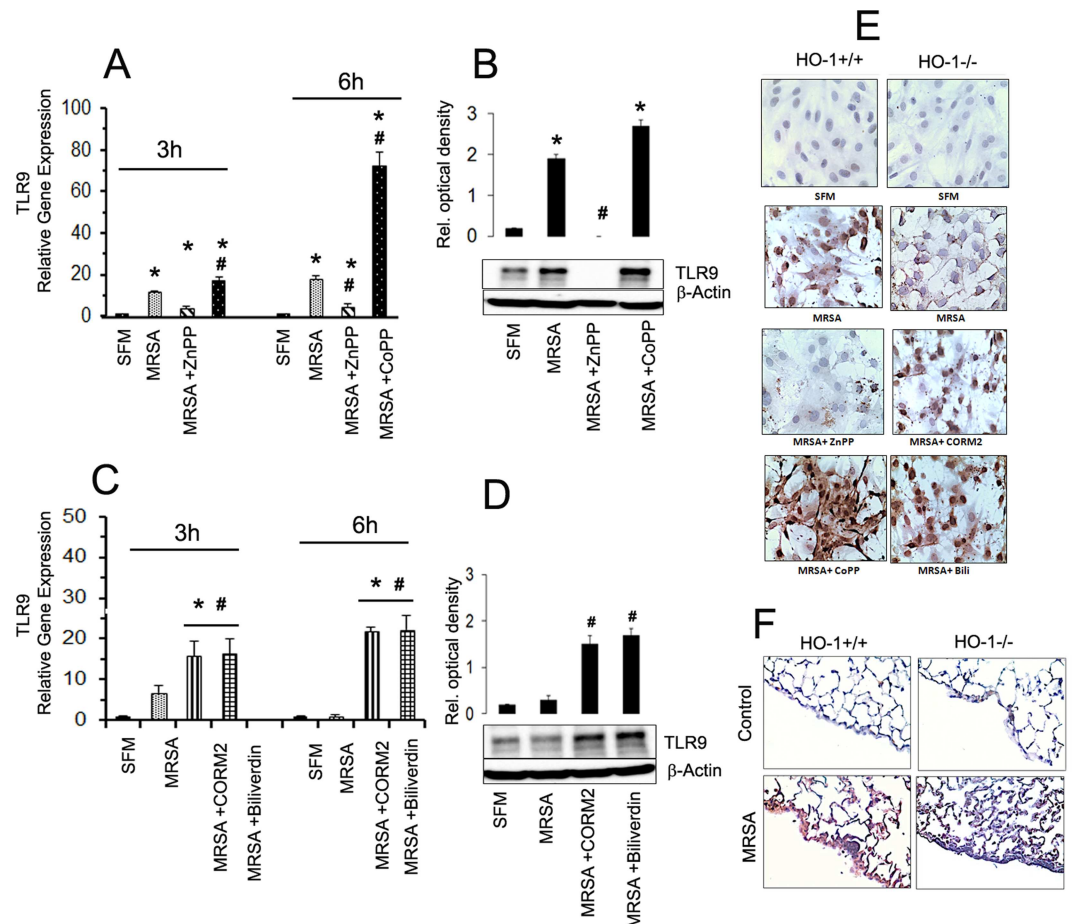 A
TLR9
Relative Gene Expression
100
80
60
40
20
0
3h
6h
*
*
*
#
*
*
#
*
#
SFM
MRSA
MRSA +ZnPP
SFM
MRSA
MRSA +ZnPP
MRSA +CoPP
B
Rel. optical density
3
2
1
0
*
#
*
TLR9
β-Actin
SFM
MRSA
MRSA +ZnPP
MRSA +CoPP
C
TLR9
Relative Gene Expression
50
40
30
20
10
0
3h
6h
* #
* #
SFM
MRSA
MRSA +CORM2
MRSA +Biliverdin
SFM
MRSA
MRSA +CORM2
MRSA +Biliverdin
D
Rel. optical density
3
2
1
0
#
#
TLR9
β-Actin
SFM
MRSA
MRSA +CORM2
MRSA +Biliverdin
E
HO-1+/+ HO-1-/-
SFM SFM
MRSA MRSA
MRSA+ ZnPP MRSA+ CORM2
MRSA+ CoPP MRSA+ Bili
F
HO-1+/+ HO-1-/-
Control
MRSA